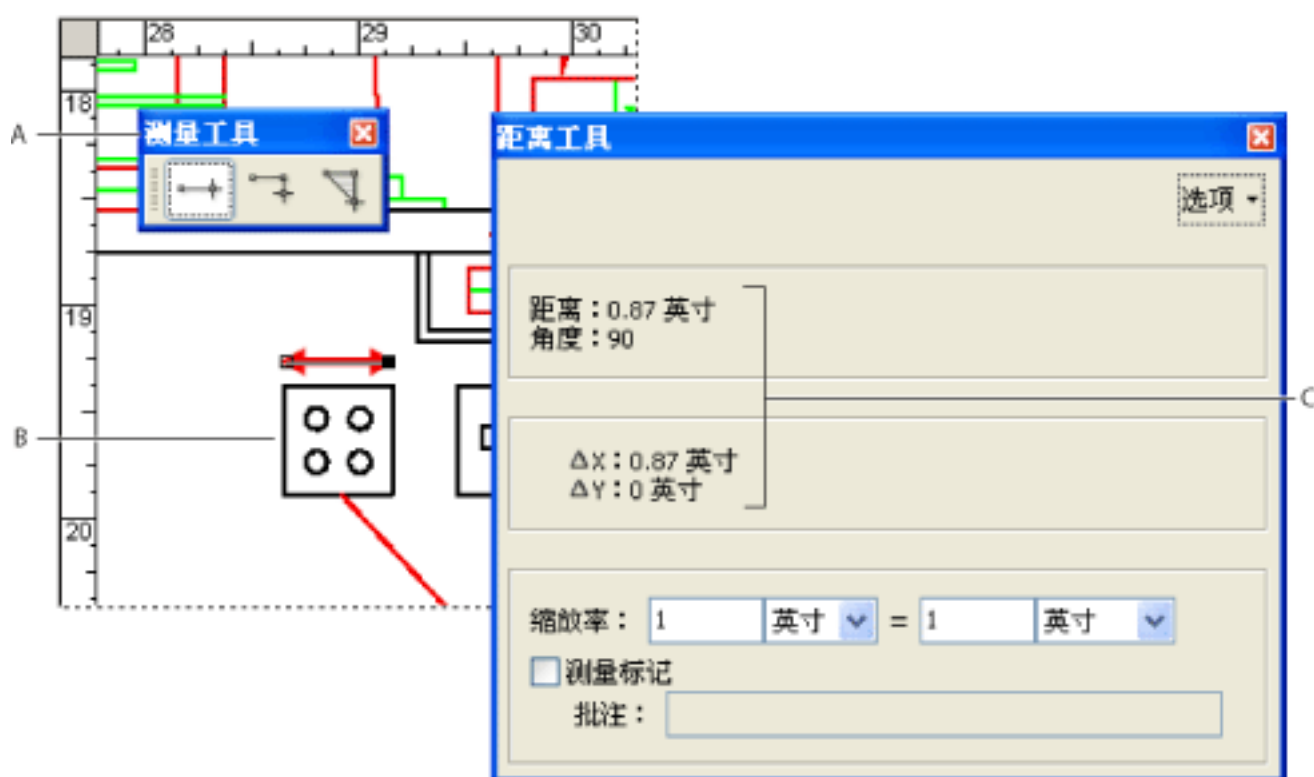 28 29 30
18
A
测量工具
距离工具
选项
距离：0.87 英寸
角度：90
19
C
B
ΔX：0.87 英寸
ΔY：0 英寸
20
缩放率： 1 英寸 = 1 英寸
测量标记
批注：